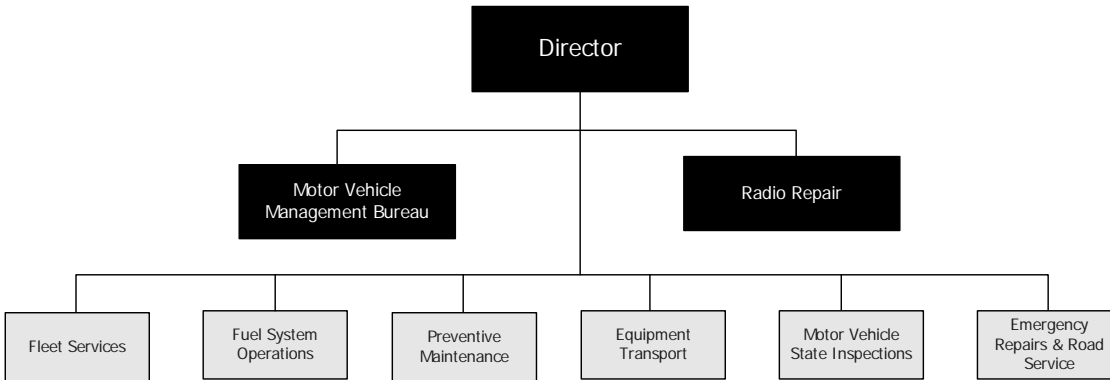 Director
Motor Vehicle
Management Bureau
Radio Repair
Fleet Services
Fuel System
Operations
Preventive
Maintenance
Equipment
Transport
Motor Vehicle
State Inspections
Emergency
Repairs & Road
Service